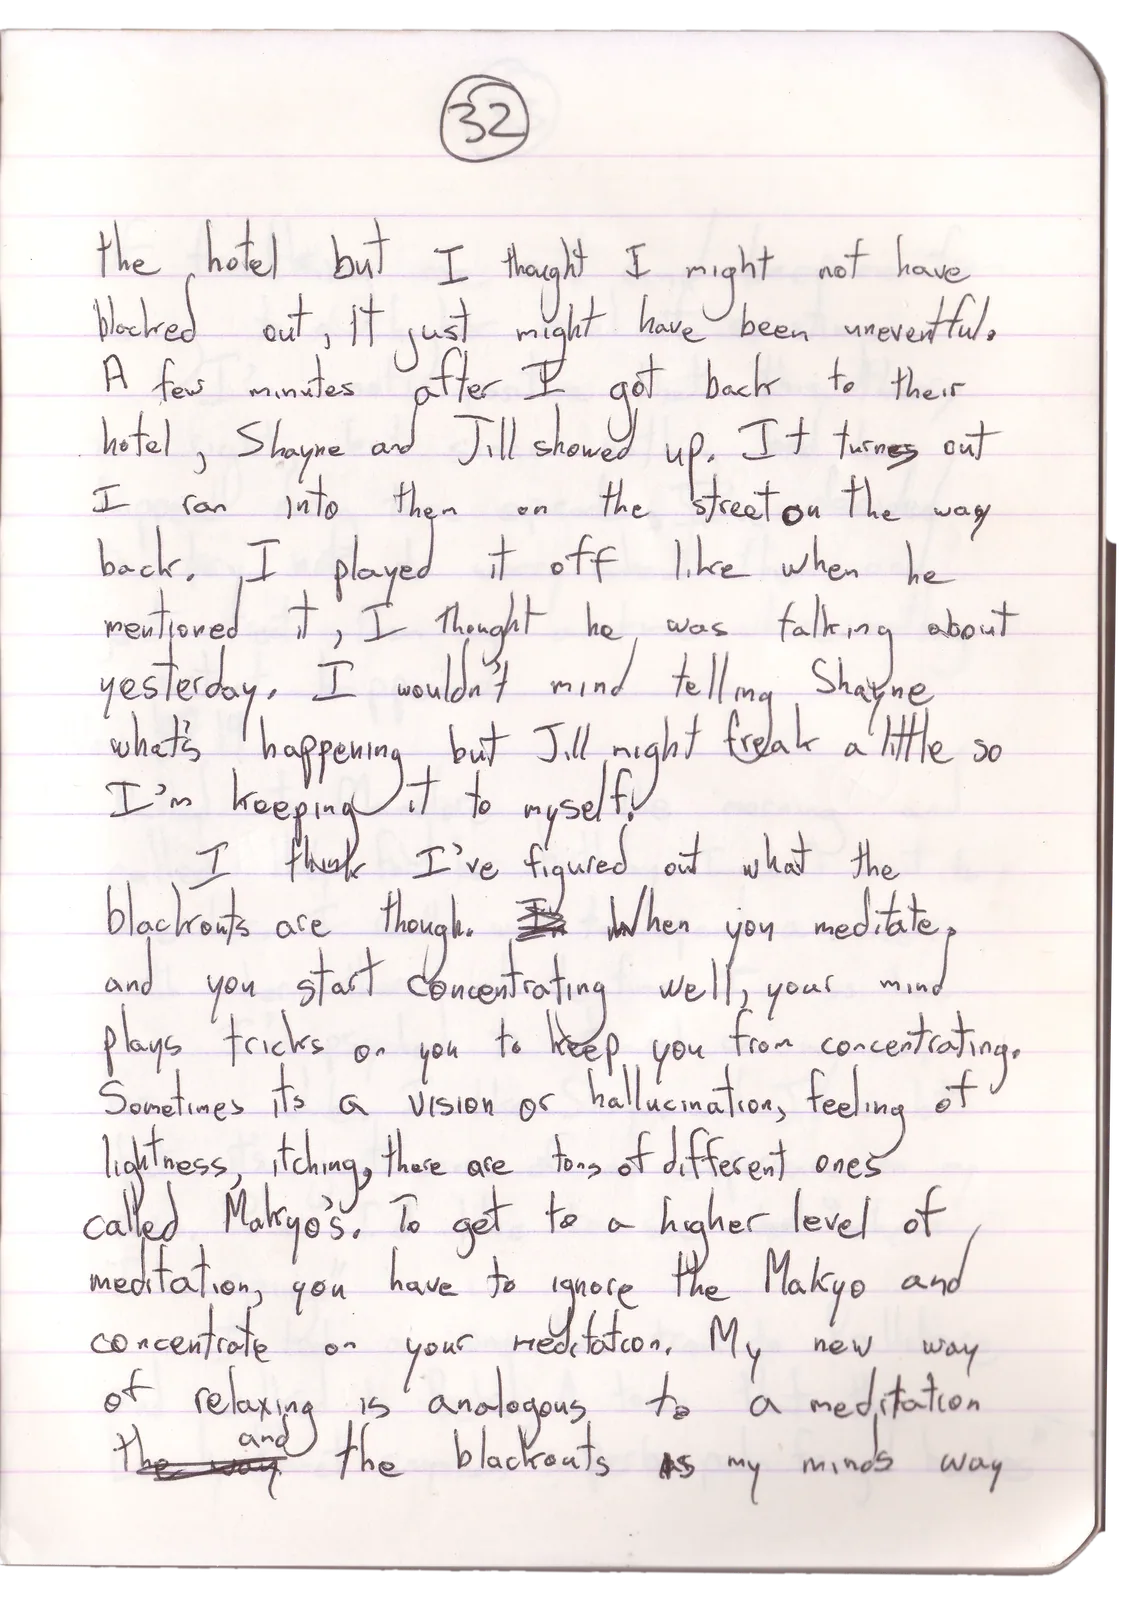 32
the hotel but I thought I might not have
blacked out, It just might have been uneventful.
A few minutes after I got back to their
hotel, Shayne and Jill showed up. It turns out
I ran into them on the street on the way
back. I played it off like when he
mentioned it, I thought he was talking about
yesterday. I wouldn't mind telling Shayne
what's happening but Jill might freak a little so
I'm keeping it to myself.
I think I've figured out what the
blackouts are though. When you meditate,
and you start concentrating well, your mind
plays tricks on you to keep you from concentrating.
Sometimes its a vision or hallucination, feeling of
lightness, itching, there are tons of different ones
called Makyo's. To get to a higher level of
meditation, you have to ignore the Makyo and
concentrate on your meditation. My new way
of relaxing is analogous to a meditation
and the blackouts as my minds way